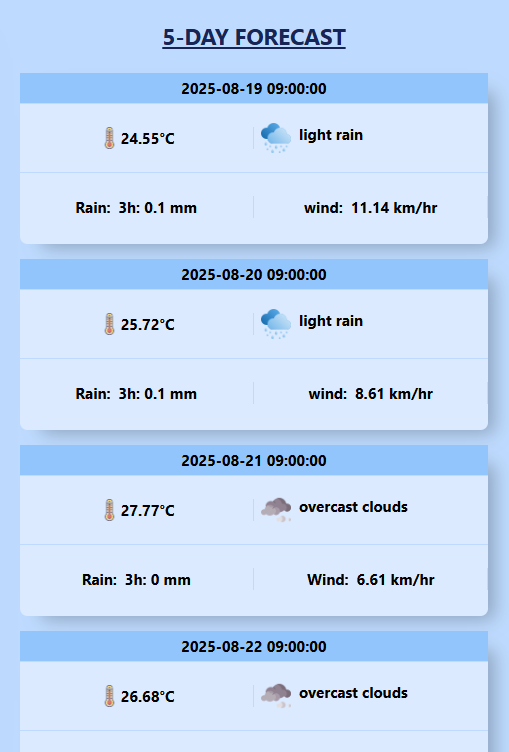 5-DAY FORECAST
2025-08-19 09:00:00
24.55°C light rain
Rain: 3h: 0.1 mm wind: 11.14 km/hr
2025-08-20 09:00:00
25.72°C light rain
Rain: 3h: 0.1 mm wind: 8.61 km/hr
2025-08-21 09:00:00
27.77°C overcast clouds
Rain: 3h: 0 mm Wind: 6.61 km/hr
2025-08-22 09:00:00
26.68°C overcast clouds